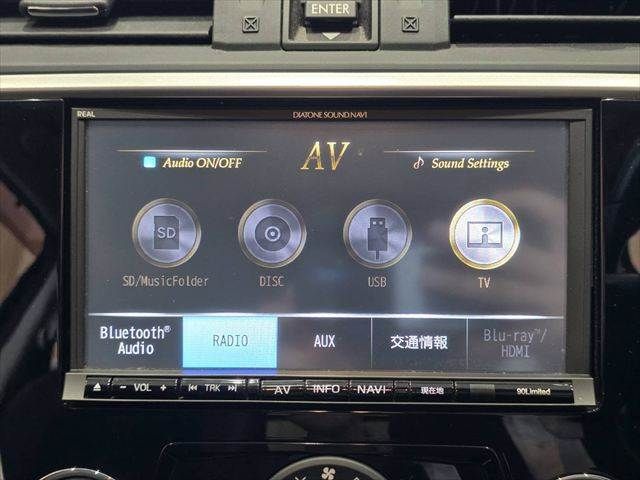 ENTER
REAL
DIATONE SOUND NAVI
Audio ON/OFF
AV
Sound Settings
SD
SD/MusicFolder
DISC
USB
TV
Bluetooth® Audio
RADIO
AUX
交通情報
Blu-ray™/HDMI
VOL
TRK
AV
INFO
NAVI
現在地
90Limited